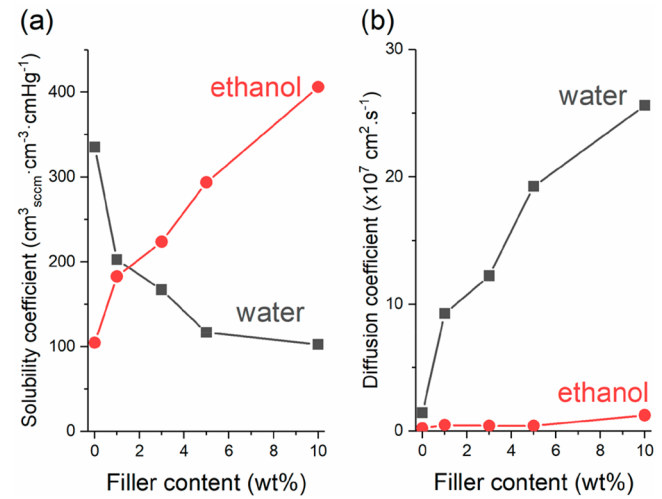 (a)
ethanol
water
Solubility coefficient (cm³sccm·cm⁻³·cmHg⁻¹)
400
300
200
100
0
0 2 4 6 8 10
Filler content (wt%)
(b)
water
ethanol
Diffusion coefficient (x10⁷ cm².s⁻¹)
30
20
10
0
0 2 4 6 8 10
Filler content (wt%)